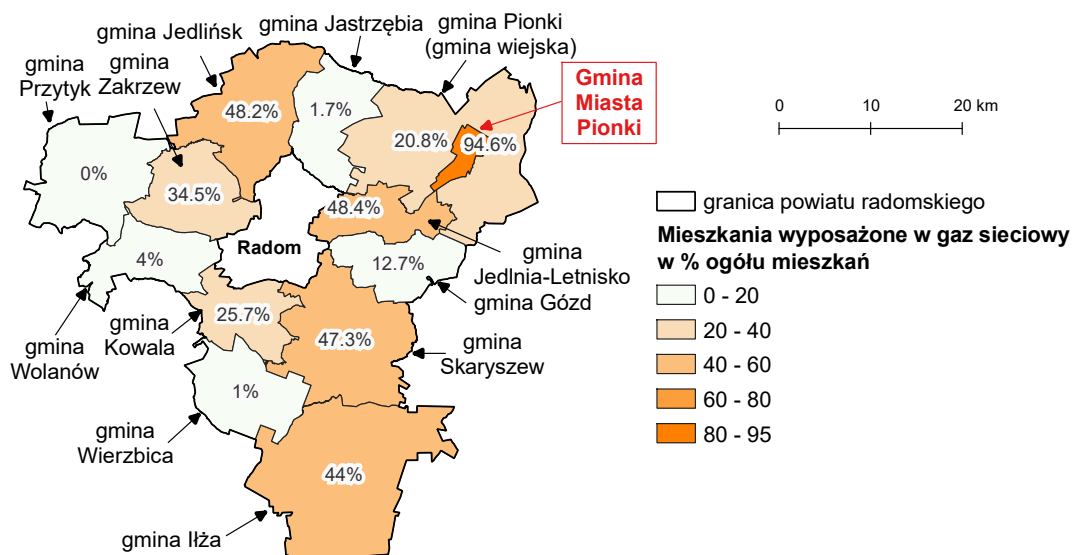 gmina Jastrzębia
gmina Pionki
(gmina wiejska)
gmina Jedlińsk
gmina
Zakrzew
gmina
Przytyk
Gmina
Miasta
Pionki
0
10
20 km
48.2%
1.7%
20.8%
94.6%
0%
34.5%
48.4%
Radom
4%
12.7%
gmina
Jedlnia-Letnisko
gmina Gózd
25.7%
47.3%
gmina
Kowala
gmina
Wolanów
gmina
Skaryszew
1%
gmina
Wierzbica
44%
gmina Iłża
granica powiatu radomskiego
Mieszkania wyposażone w gaz sieciowy
w % ogółu mieszkań
0 - 20
20 - 40
40 - 60
60 - 80
80 - 95